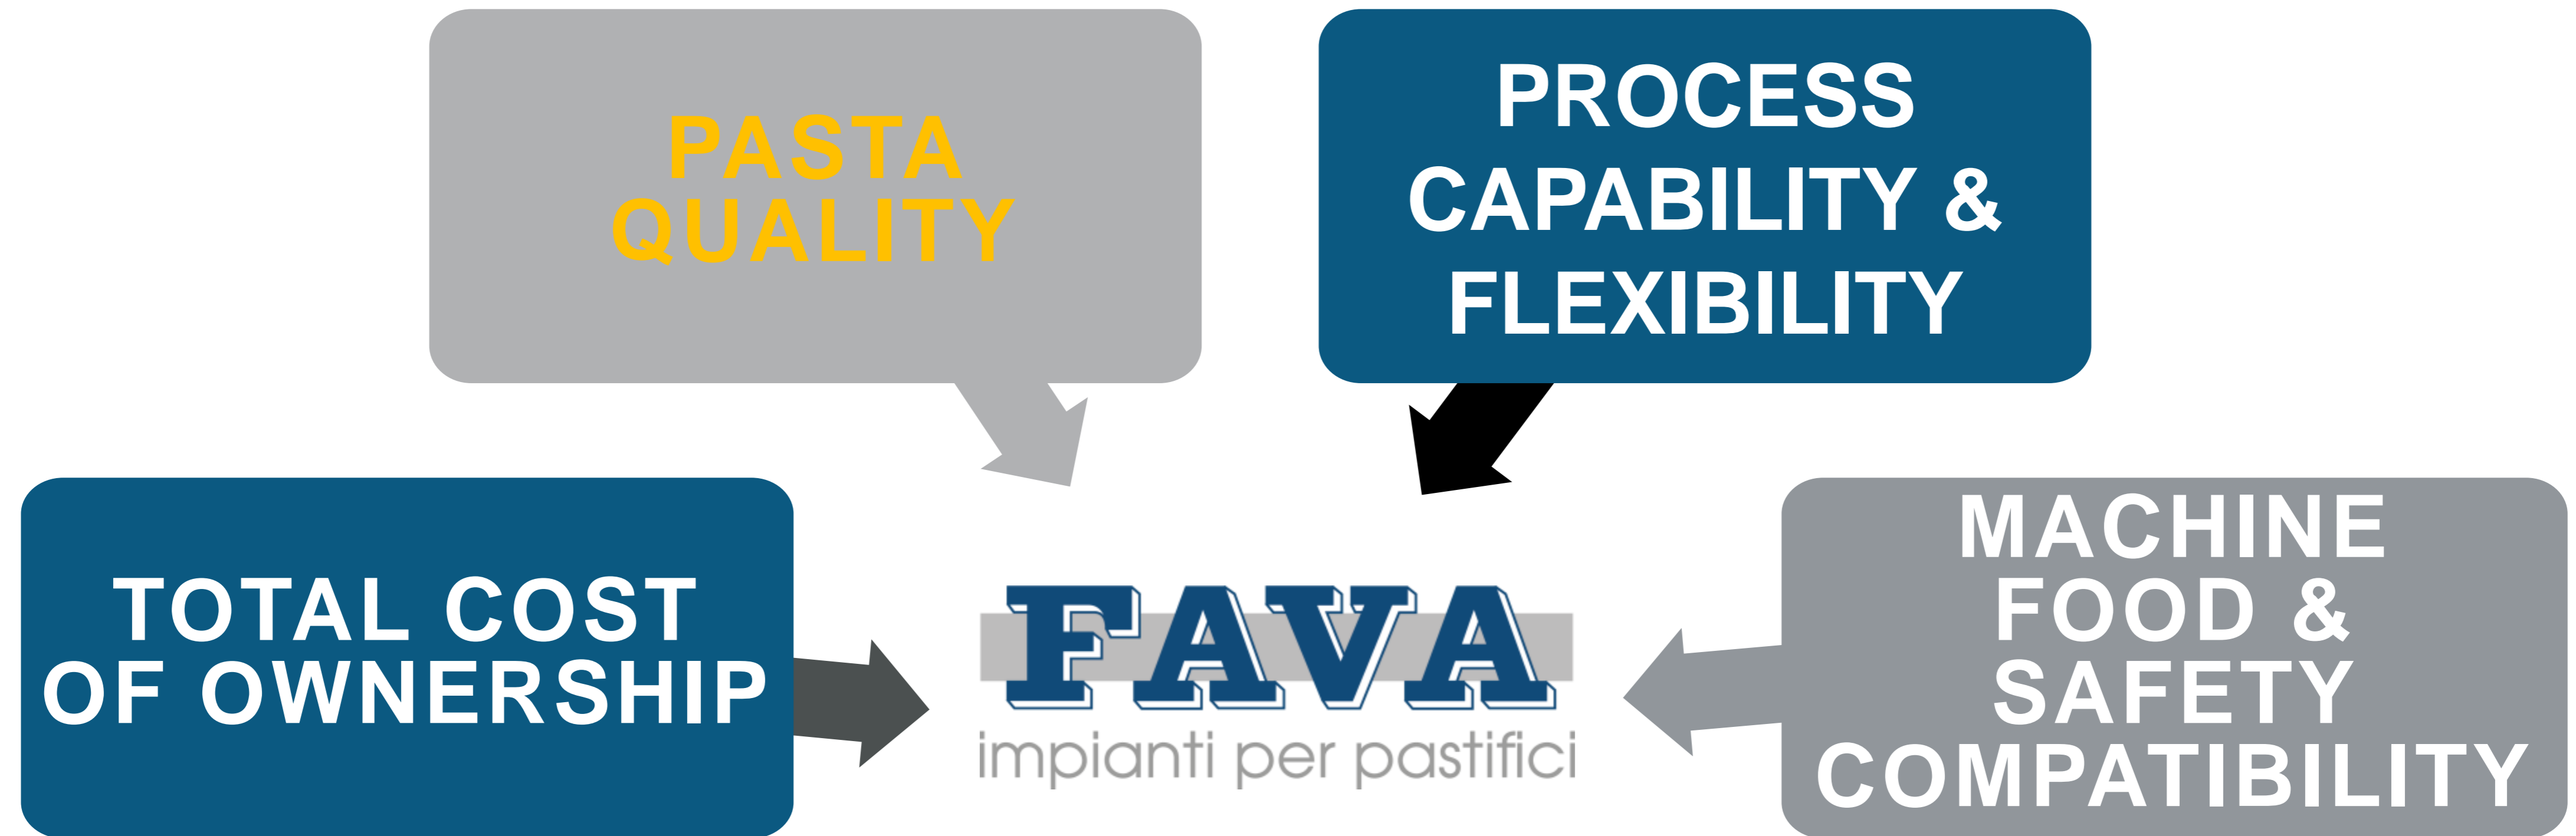 PASTA
QUALITY
PROCESS
CAPABILITY &
FLEXIBILITY
TOTAL COST
OF OWNERSHIP
FAVA
impianti per pastifici
MACHINE
FOOD &
SAFETY
COMPATIBILITY